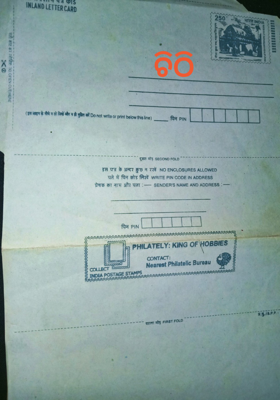 INLAND LETTER CARD
250
ଚିଠି
पिन PIN
दूसरा मोड़ SECOND FOLD
इस पत्र के अन्दर कुछ न रखें NO ENCLOSURES ALLOWED
पते में पिन कोड लिखें WRITE PIN CODE IN ADDRESS
प्रेषक का नाम और पता :- SENDER'S NAME AND ADDRESS
पिन PIN
PHILATELY: KING OF HOBBIES
CONTACT:
Nearest Philatelic Bureau
COLLECT
INDIA POSTAGE STAMPS
FIRST FOLD